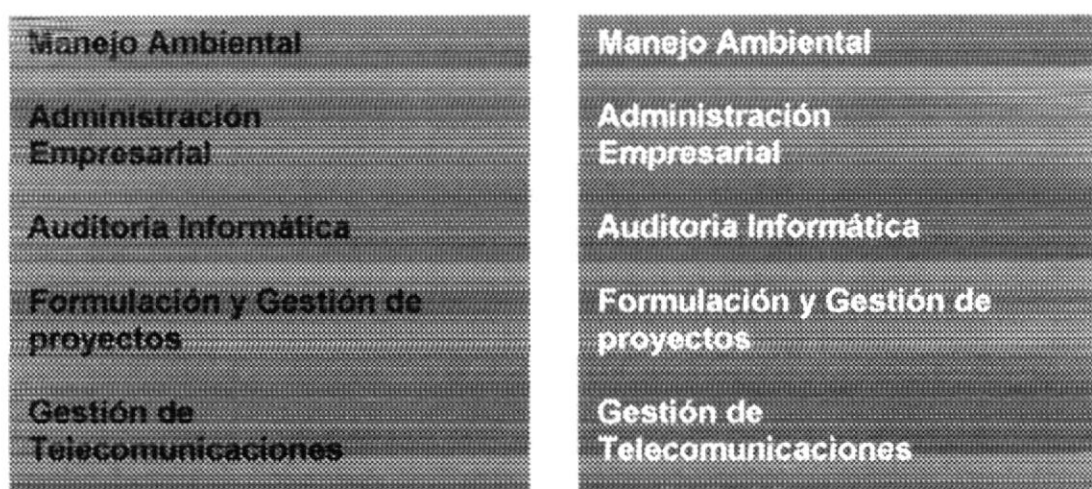 Manejo Ambiental
Administración
Empresarial
Auditoria Informática
Formulación y Gestión de
proyectos
Gestión de
Telecomunicaciones
Manejo Ambiental
Administración
Empresarial
Auditoria Informática
Formulación y Gestión de
proyectos
Gestión de
Telecomunicaciones